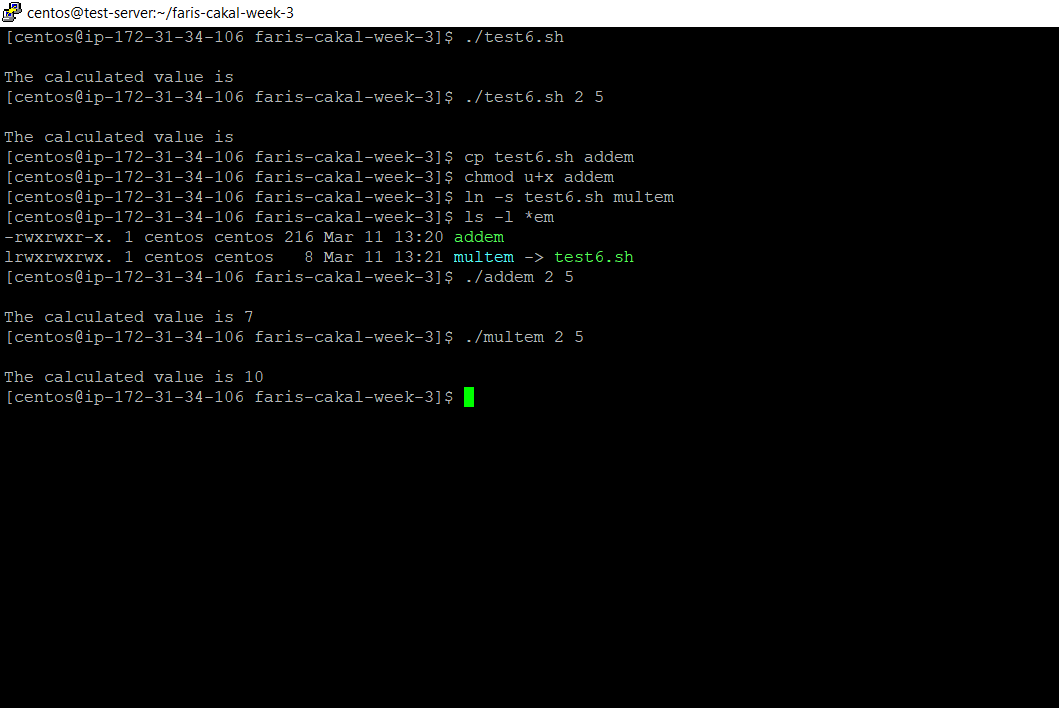 centos@test-server:~/faris-cakal-week-3
[centos@ip-172-31-34-106 faris-cakal-week-3]$ ./test6.sh
The calculated value is
[centos@ip-172-31-34-106 faris-cakal-week-3]$ ./test6.sh 2 5
The calculated value is
[centos@ip-172-31-34-106 faris-cakal-week-3]$ cp test6.sh addem
[centos@ip-172-31-34-106 faris-cakal-week-3]$ chmod u+x addem
[centos@ip-172-31-34-106 faris-cakal-week-3]$ ln -s test6.sh multem
[centos@ip-172-31-34-106 faris-cakal-week-3]$ ls -l *em
-rwxrwxr-x. 1 centos centos 216 Mar 11 13:20 addem
lrwxrwxrwx. 1 centos centos   8 Mar 11 13:21 multem -> test6.sh
[centos@ip-172-31-34-106 faris-cakal-week-3]$ ./addem 2 5
The calculated value is 7
[centos@ip-172-31-34-106 faris-cakal-week-3]$ ./multem 2 5
The calculated value is 10
[centos@ip-172-31-34-106 faris-cakal-week-3]$